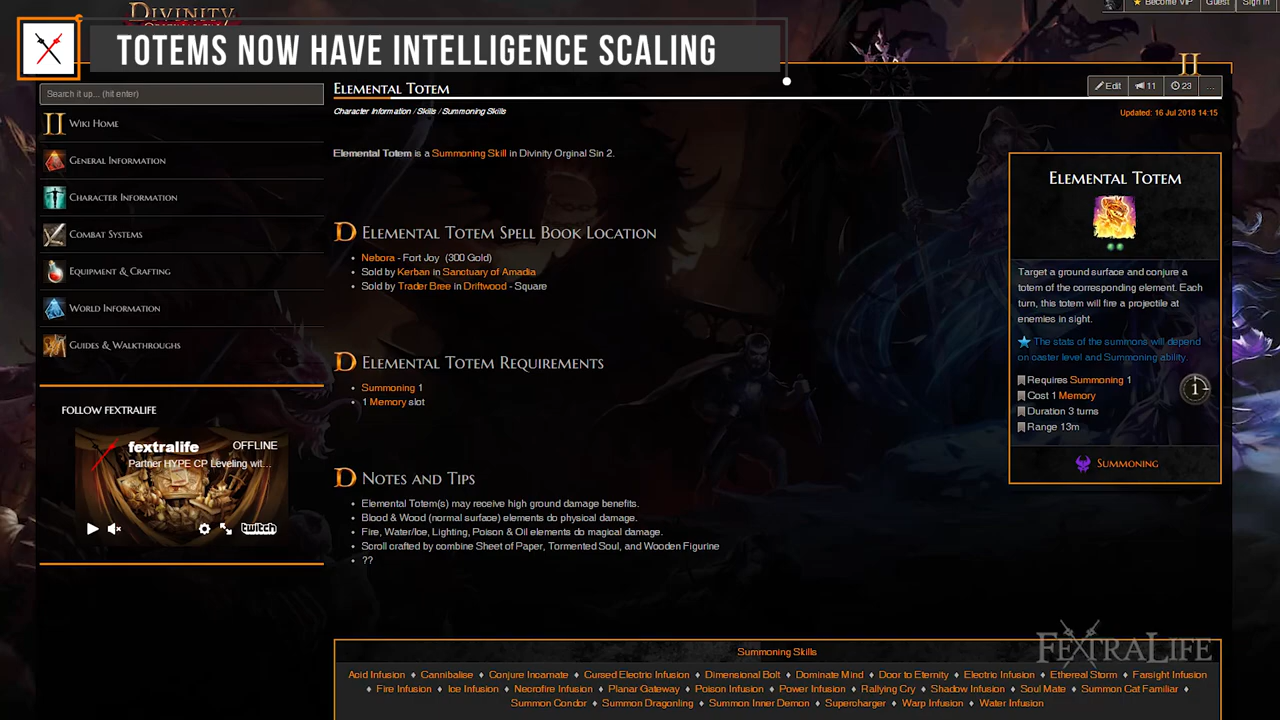 DIVINITY
TOTEMS NOW HAVE INTELLIGENCE SCALING
Become VIP
Guest
Sign in
II
Search it up... (hit enter)
WIKI HOME
GENERAL INFORMATION
CHARACTER INFORMATION
COMBAT SYSTEMS
EQUIPMENT & CRAFTING
WORLD INFORMATION
GUIDES & WALKTHROUGHS
FOLLOW FEXTRALIFE
fextralife
OFFLINE
Partner HYPE CP Leveling wit...
twitch
ELEMENTAL TOTEM
Edit
11
23
...
Character Information / Skills / Summoning Skills
Updated: 16 Jul 2018 14:15
Elemental Totem is a Summoning Skill in Divinity Orginal Sin 2.
ELEMENTAL TOTEM SPELL BOOK LOCATION
• Nebora - Fort Joy (300 Gold)
• Sold by Kerban in Sanctuary of Amadia
• Sold by Trader Bree in Driftwood - Square
ELEMENTAL TOTEM REQUIREMENTS
• Summoning 1
• 1 Memory slot
NOTES AND TIPS
• Elemental Totem(s) may receive high ground damage benefits.
• Blood & Wood (normal surface) elements do physical damage.
• Fire, Water/Ice, Lighting, Poison & Oil elements do magical damage.
• Scroll crafted by combine Sheet of Paper, Tormented Soul, and Wooden Figurine
• ??
ELEMENTAL TOTEM
Target a ground surface and conjure a
totem of the corresponding element. Each
turn, this totem will fire a projectile at
enemies in sight.
The stats of the summons will depend
on caster level and Summoning ability.
Requires Summoning 1
Cost 1 Memory
Duration 3 turns
Range 13m
1
SUMMONING
FEXTRALIFE
Summoning Skills
Acid Infusion ♦ Cannibalise ♦ Conjure Incarnate ♦ Cursed Electric Infusion ♦ Dimensional Bolt ♦ Dominate Mind ♦ Door to Eternity ♦ Electric Infusion ♦ Ethereal Storm ♦ Farsight Infusion
♦ Fire Infusion ♦ Ice Infusion ♦ Necrofire Infusion ♦ Planar Gateway ♦ Poison Infusion ♦ Power Infusion ♦ Rallying Cry ♦ Shadow Infusion ♦ Soul Mate ♦ Summon Cat Familiar ♦
Summon Condor ♦ Summon Dragonling ♦ Summon Inner Demon ♦ Supercharger ♦ Warp Infusion ♦ Water Infusion